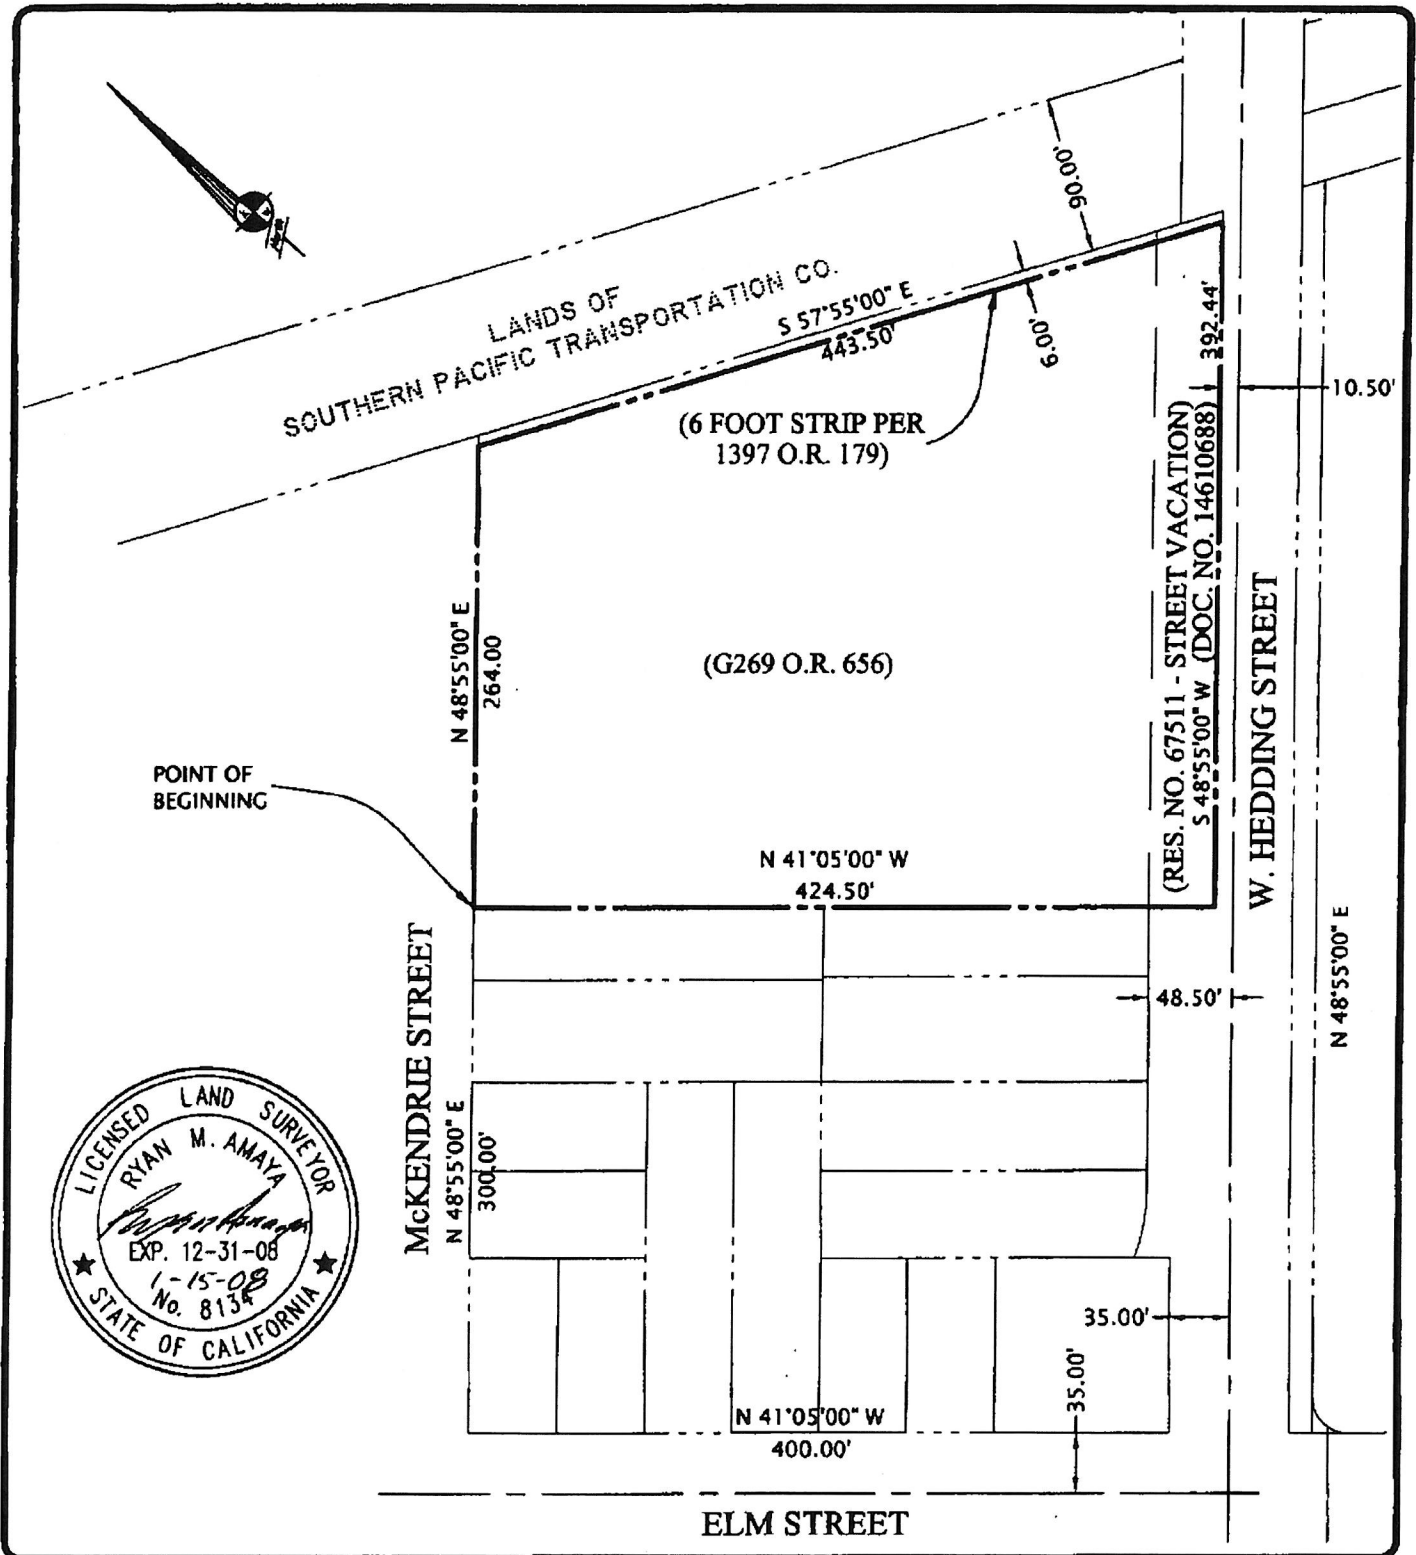 90.00'
LANDS OF
SOUTHERN PACIFIC TRANSPORTATION CO.
S 57°55'00" E
443.50'
6.00'
392.44'
10.50'
(6 FOOT STRIP PER
1397 O.R. 179)
(RES. NO. 67511 - STREET VACATION)
S 48°55'00" W (DOC. NO. 14610688)
N 48°55'00" E
264.00
(G269 O.R. 656)
W. HEDDING STREET
POINT OF
BEGINNING
N 41°05'00" W
424.50'
N 48°55'00" E
48.50'
McKENDRIE STREET
N 48°55'00" E
300.00'
LICENSED LAND SURVEYOR
RYAN M. AMAYA
EXP. 12-31-08
1-15-08
No. 8134
STATE OF CALIFORNIA
35.00'
35.00'
N 41°05'00" W
400.00'
ELM STREET